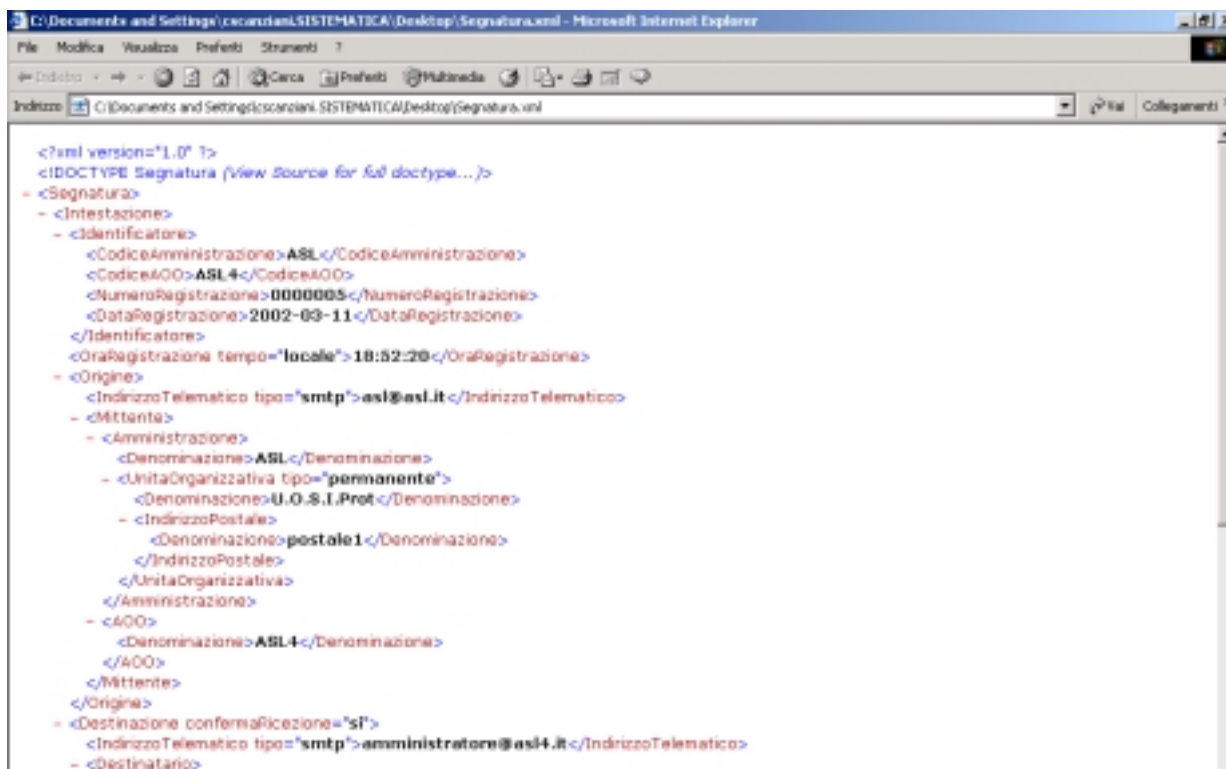 C:\Documents and Settings\cscanziani.SISTEMATICA\Desktop\Segnatura.xml - Microsoft Internet Explorer
File Modifica Visualizza Preferiti Strumenti ?
Indietro Cerca Preferiti Multimedia
Indirizzo C:\Documents and Settings\cscanziani.SISTEMATICA\Desktop\Segnatura.xml Vai Collegamenti
<?xml version="1.0" ?>
<!DOCTYPE Segnatura (View Source for full doctype...)>
- <Segnatura>
- <Intestazione>
- <Identificatore>
<CodiceAmministrazione>ASL</CodiceAmministrazione>
<CodiceAOO>ASL4</CodiceAOO>
<NumeroRegistrazione>0000005</NumeroRegistrazione>
<DataRegistrazione>2002-03-11</DataRegistrazione>
</Identificatore>
<OraRegistrazione tempo="locale">18:52:20</OraRegistrazione>
- <Origine>
<IndirizzoTelematico tipo="smtp">asl@asl.it</IndirizzoTelematico>
- <Mittente>
- <Amministrazione>
<Denominazione>ASL</Denominazione>
- <UnitaOrganizzativa tipo="permanente">
<Denominazione>U.O.S.I.Prot</Denominazione>
- <IndirizzoPostale>
<Denominazione>postale1</Denominazione>
</IndirizzoPostale>
</UnitaOrganizzativa>
</Amministrazione>
- <AOO>
<Denominazione>ASL4</Denominazione>
</AOO>
</Mittente>
</Origine>
- <Destinazione confermaRicezione="si">
<IndirizzoTelematico tipo="smtp">amministratore@asl4.it</IndirizzoTelematico>
- <Destinatario>